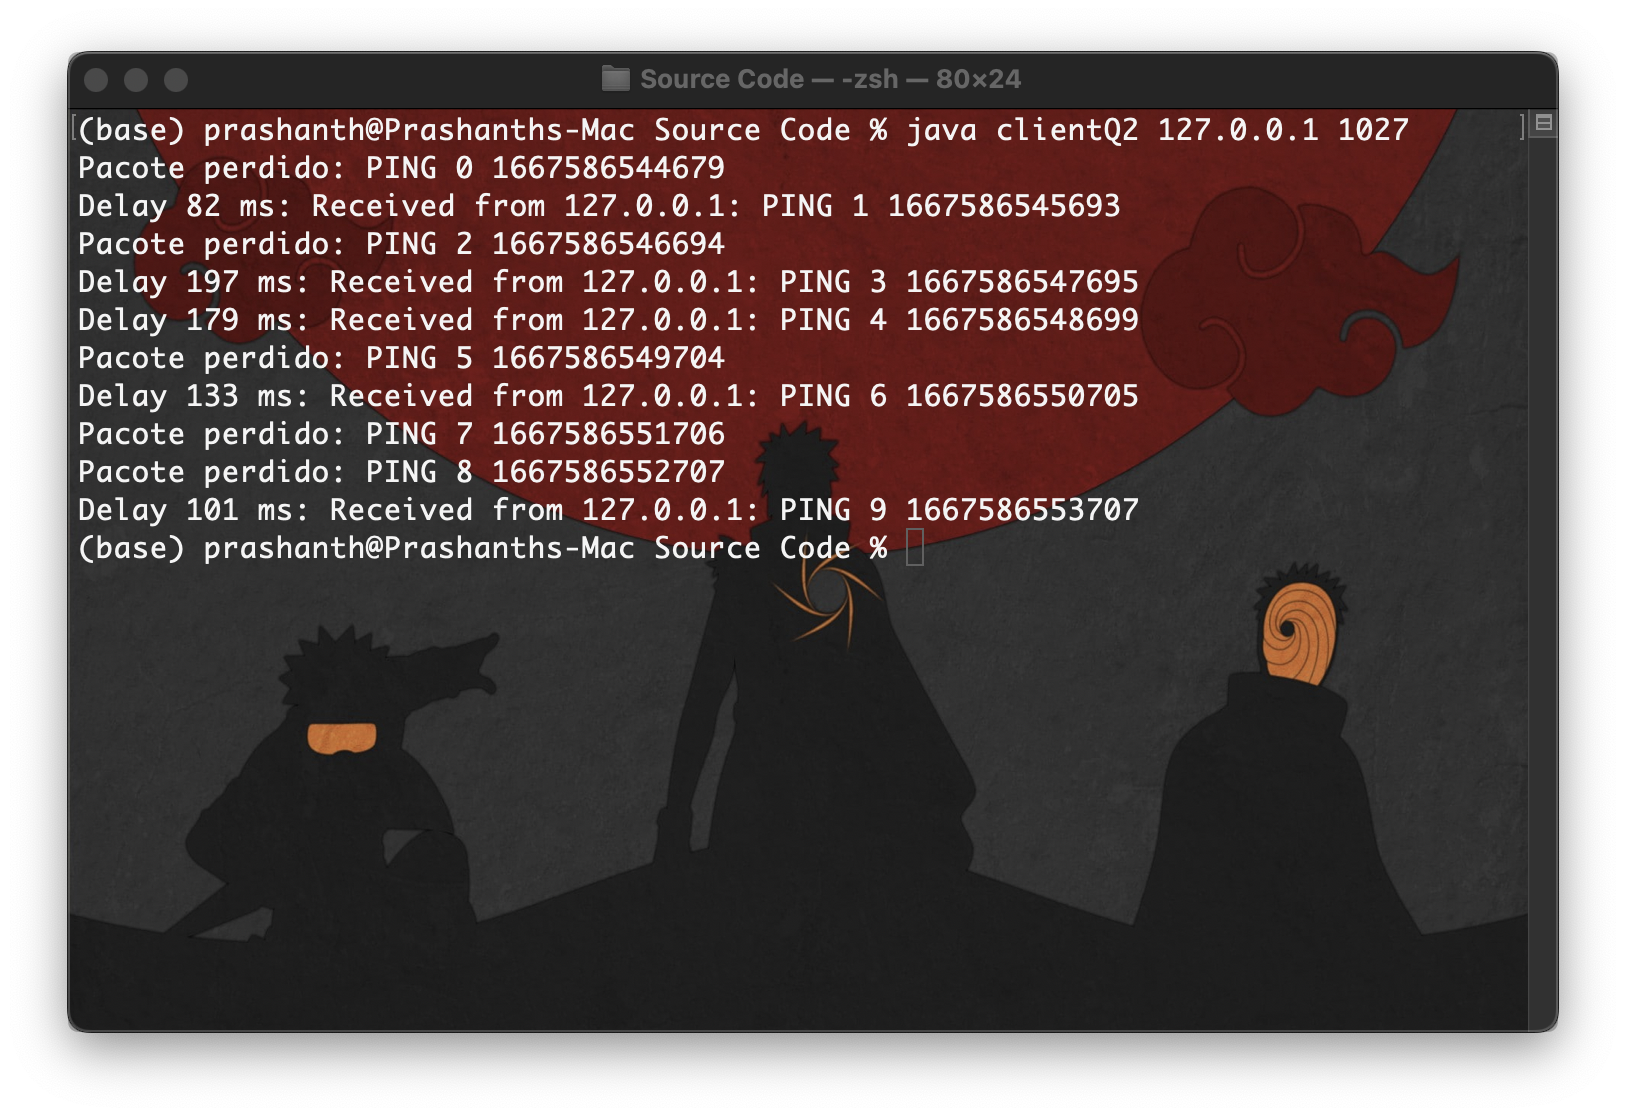 Source Code — -zsh — 80×24
[(base) prashanth@Prashanths-Mac Source Code % java clientQ2 127.0.0.1 1027 ]
Pacote perdido: PING 0 1667586544679
Delay 82 ms: Received from 127.0.0.1: PING 1 1667586545693
Pacote perdido: PING 2 1667586546694
Delay 197 ms: Received from 127.0.0.1: PING 3 1667586547695
Delay 179 ms: Received from 127.0.0.1: PING 4 1667586548699
Pacote perdido: PING 5 1667586549704
Delay 133 ms: Received from 127.0.0.1: PING 6 1667586550705
Pacote perdido: PING 7 1667586551706
Pacote perdido: PING 8 1667586552707
Delay 101 ms: Received from 127.0.0.1: PING 9 1667586553707
(base) prashanth@Prashanths-Mac Source Code %